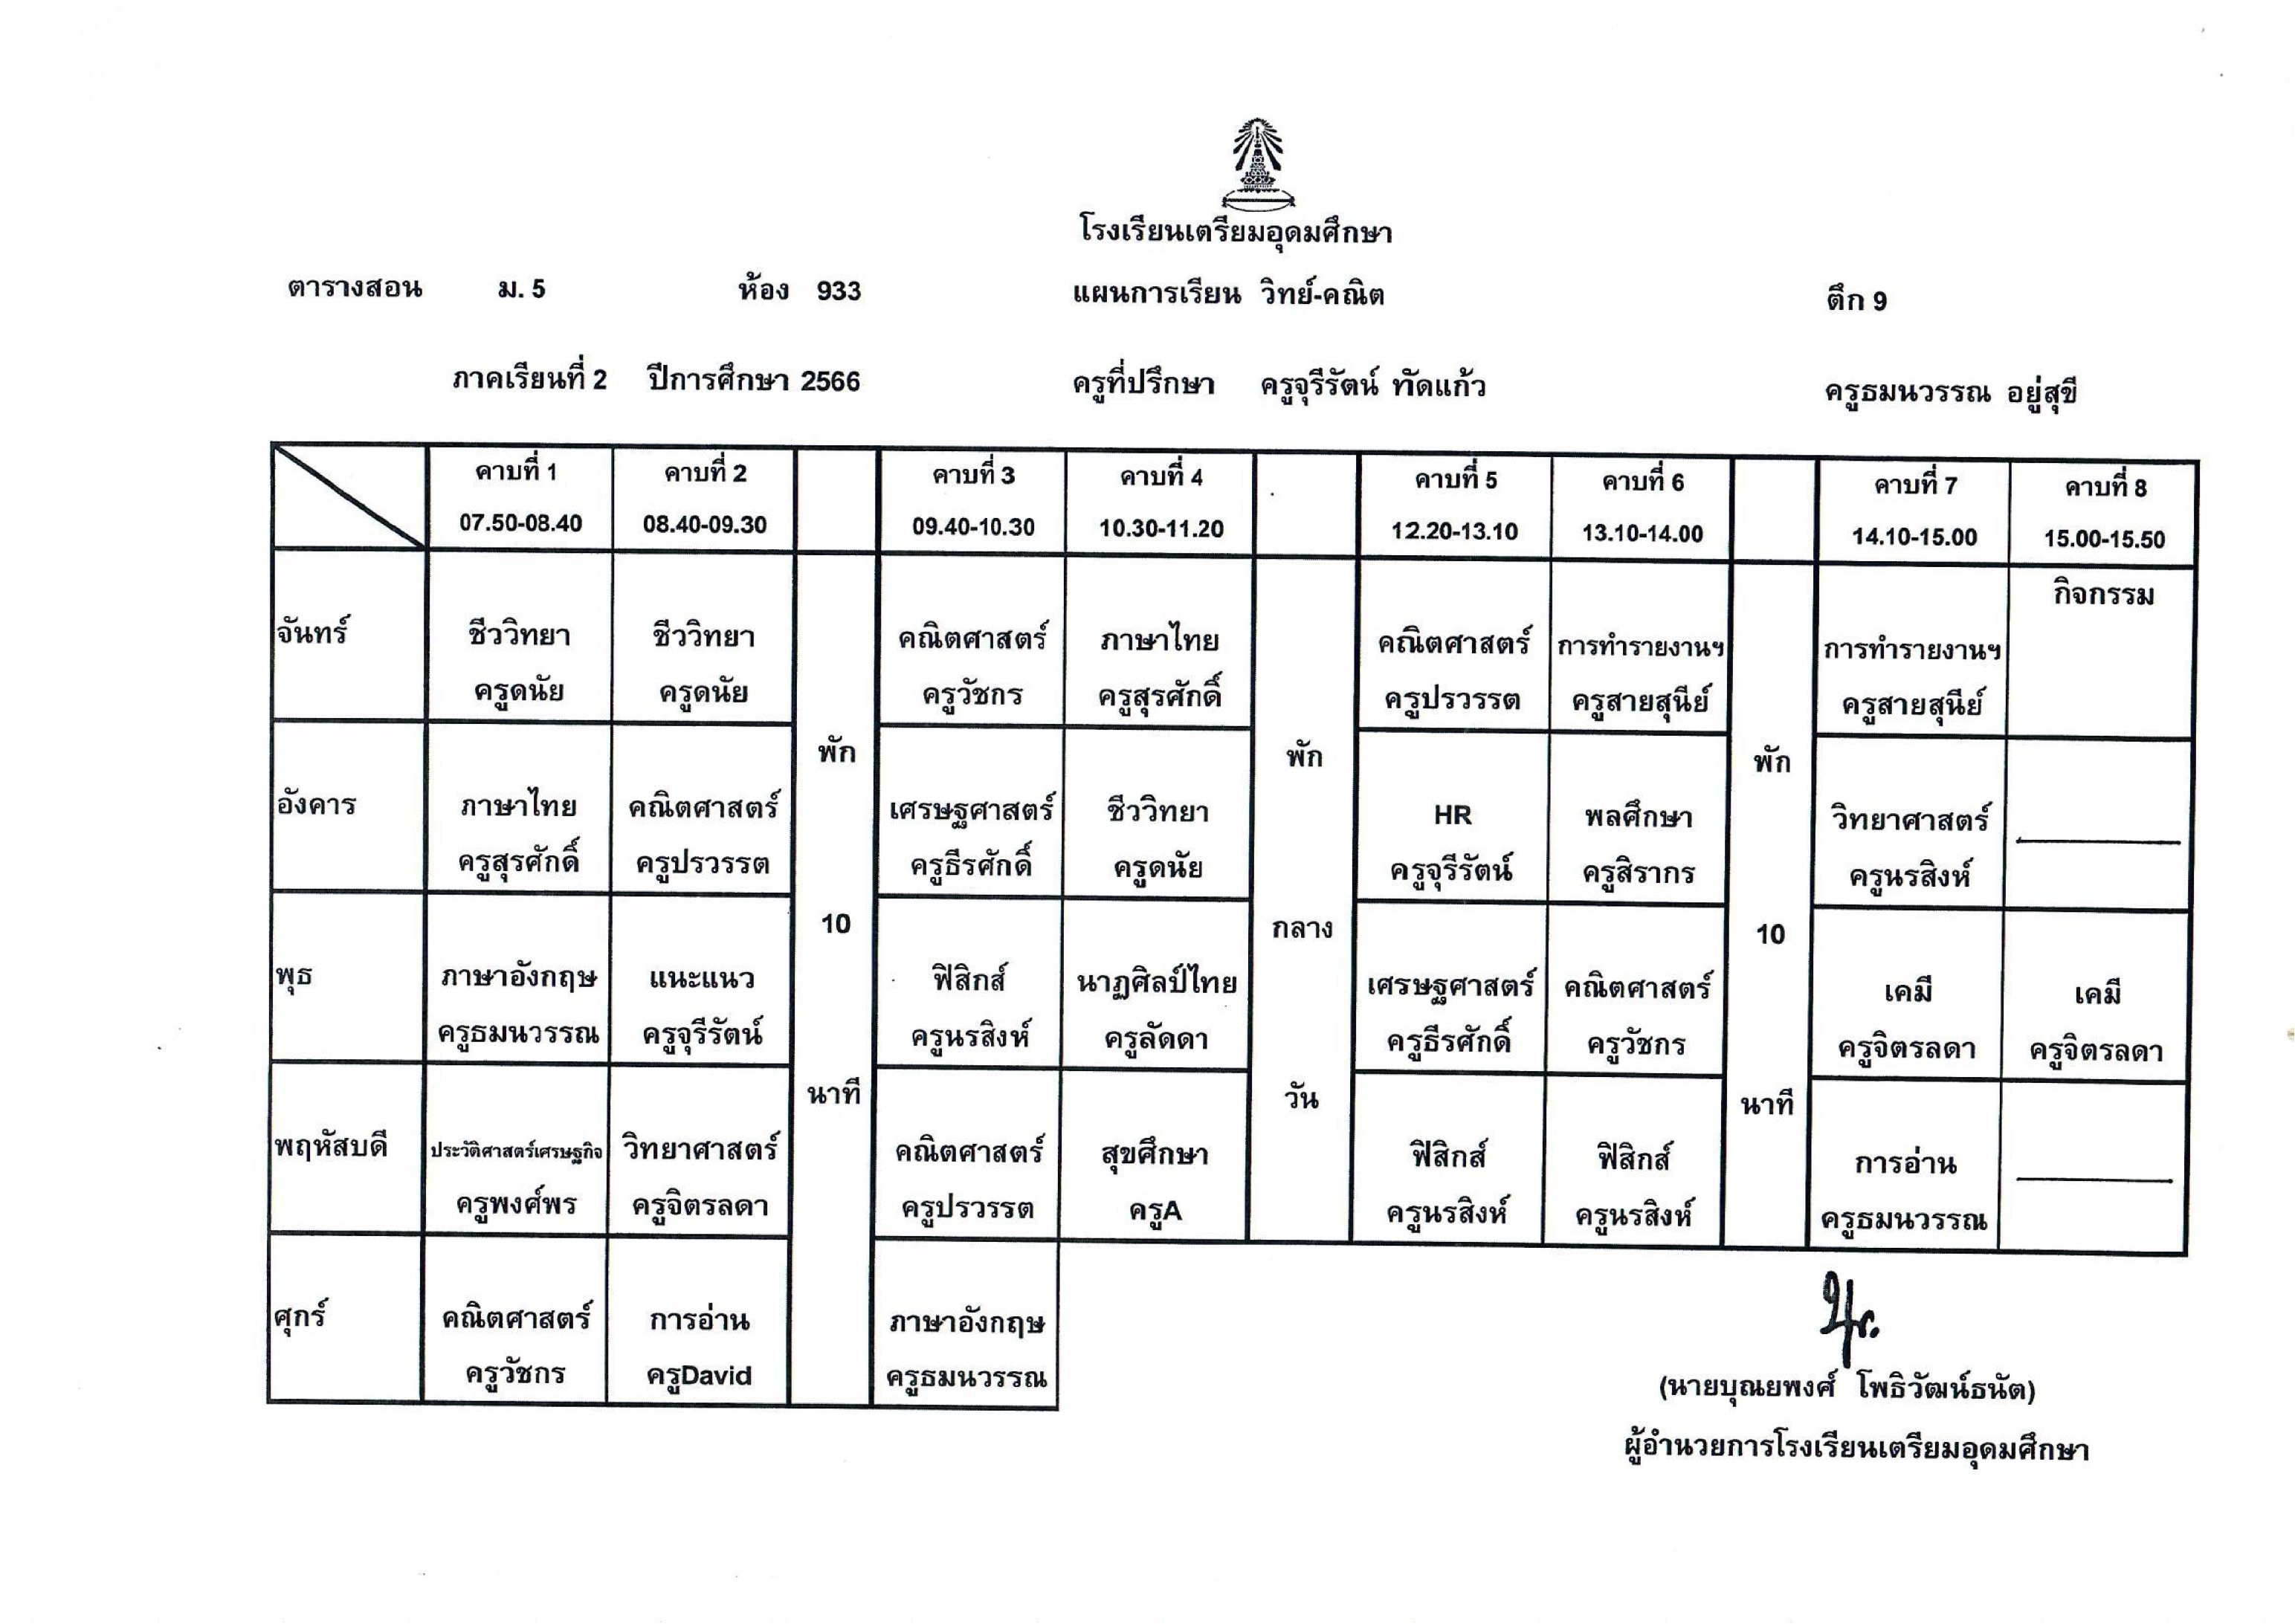 โรงเรียนเตรียมอุดมศึกษา
ตารางสอน ม. 5 ห้อง 933 แผนการเรียน วิทย์-คณิต ตึก 9
ภาคเรียนที่ 2 ปีการศึกษา 2566 ครูที่ปรึกษา ครูจุรีรัตน์ ทัดแก้ว ครูธมนวรรณ อยู่สุขี
คาบที่ 1 คาบที่ 2 คาบที่ 3 คาบที่ 4 คาบที่ 5 คาบที่ 6 คาบที่ 7 คาบที่ 8
07.50-08.40 08.40-09.30 09.40-10.30 10.30-11.20 12.20-13.10 13.10-14.00 14.10-15.00 15.00-15.50
จันทร์ ชีววิทยา ชีววิทยา คณิตศาสตร์ ภาษาไทย คณิตศาสตร์ การทำรายงานฯ การทำรายงานฯ กิจกรรม
ครูดนัย ครูดนัย ครูวัชกร ครูสุรศักดิ์ ครูปรวรรต ครูสายสุนีย์ ครูสายสุนีย์
พัก พัก พัก
อังคาร ภาษาไทย คณิตศาสตร์ เศรษฐศาสตร์ ชีววิทยา HR พลศึกษา วิทยาศาสตร์
ครูสุรศักดิ์ ครูปรวรรต ครูธีรศักดิ์ ครูดนัย ครูจุรีรัตน์ ครูสิรากร ครูนรสิงห์
10 กลาง 10
พุธ ภาษาอังกฤษ แนะแนว ฟิสิกส์ นาฏศิลป์ไทย เศรษฐศาสตร์ คณิตศาสตร์ เคมี เคมี
ครูธมนวรรณ ครูจุรีรัตน์ ครูนรสิงห์ ครูลัดดา ครูธีรศักดิ์ ครูวัชกร ครูจิตรลดา ครูจิตรลดา
นาที วัน นาที
พฤหัสบดี ประวัติศาสตร์เศรษฐกิจ วิทยาศาสตร์ คณิตศาสตร์ สุขศึกษา ฟิสิกส์ ฟิสิกส์ การอ่าน
ครูพงศ์พร ครูจิตรลดา ครูปรวรรต ครูA ครูนรสิงห์ ครูนรสิงห์ ครูธมนวรรณ
ศุกร์ คณิตศาสตร์ การอ่าน ภาษาอังกฤษ
ครูวัชกร ครูDavid ครูธมนวรรณ
(นายบุณยพงศ์ โพธิวัฒน์ธนัต)
ผู้อำนวยการโรงเรียนเตรียมอุดมศึกษา